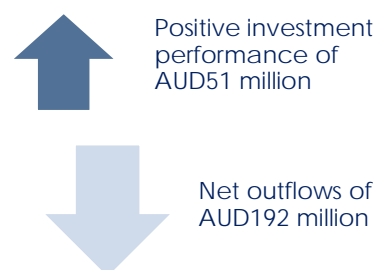 Positive investment
performance of
AUD51 million
Net outflows of
AUD192 million